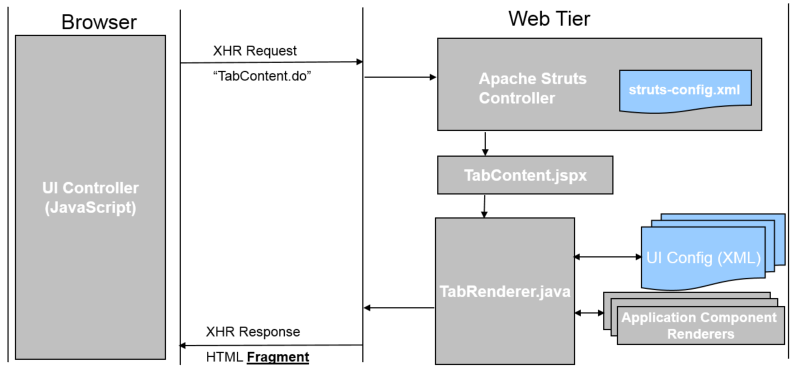 Browser
Web Tier
XHR Request
“TabContent.do”
Apache Struts
Controller
struts-config.xml
TabContent.jspx
UI Controller
(JavaScript)
UI Config (XML)
TabRenderer.java
Application Component
Renderers
XHR Response
HTML Fragment